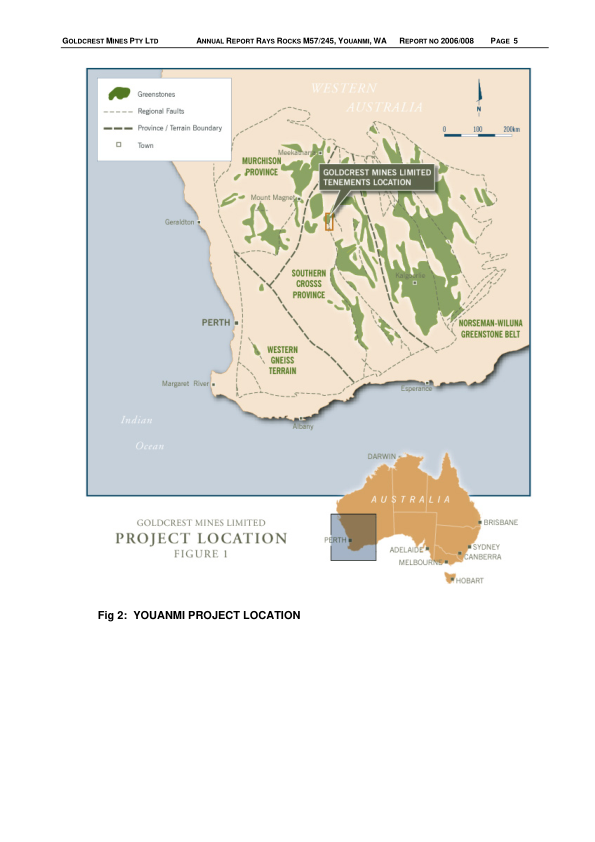 GOLDCREST MINES PTY LTD ANNUAL REPORT RAYS ROCKS M57/245, YOUANMI, WA REPORT NO 2006/008 PAGE 5
WESTERN
AUSTRALIA
Greenstones
Regional Faults
Province / Terrain Boundary
Town
N
0 100 200km
Meekatharra
MURCHISON
PROVINCE
GOLDCREST MINES LIMITED
TENEMENTS LOCATION
Mount Magnet
Geraldton
SOUTHERN
CROSSS
PROVINCE
Kalgoorlie
PERTH
NORSEMAN-WILUNA
GREENSTONE BELT
WESTERN
GNEISS
TERRAIN
Margaret River
Esperance
Albany
Indian
Ocean
DARWIN
AUSTRALIA
BRISBANE
PERTH
ADELAIDE
SYDNEY
CANBERRA
MELBOURNE
HOBART
GOLDCREST MINES LIMITED
PROJECT LOCATION
FIGURE 1
Fig 2: YOUANMI PROJECT LOCATION